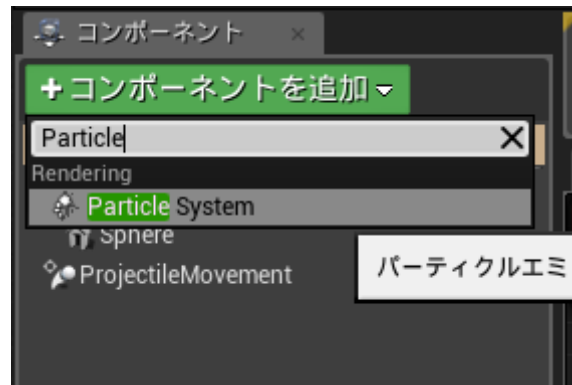 コンポーネント
+コンポーネントを追加
Particle
Rendering
Particle System
Sphere
ProjectileMovement
パーティクルエミ